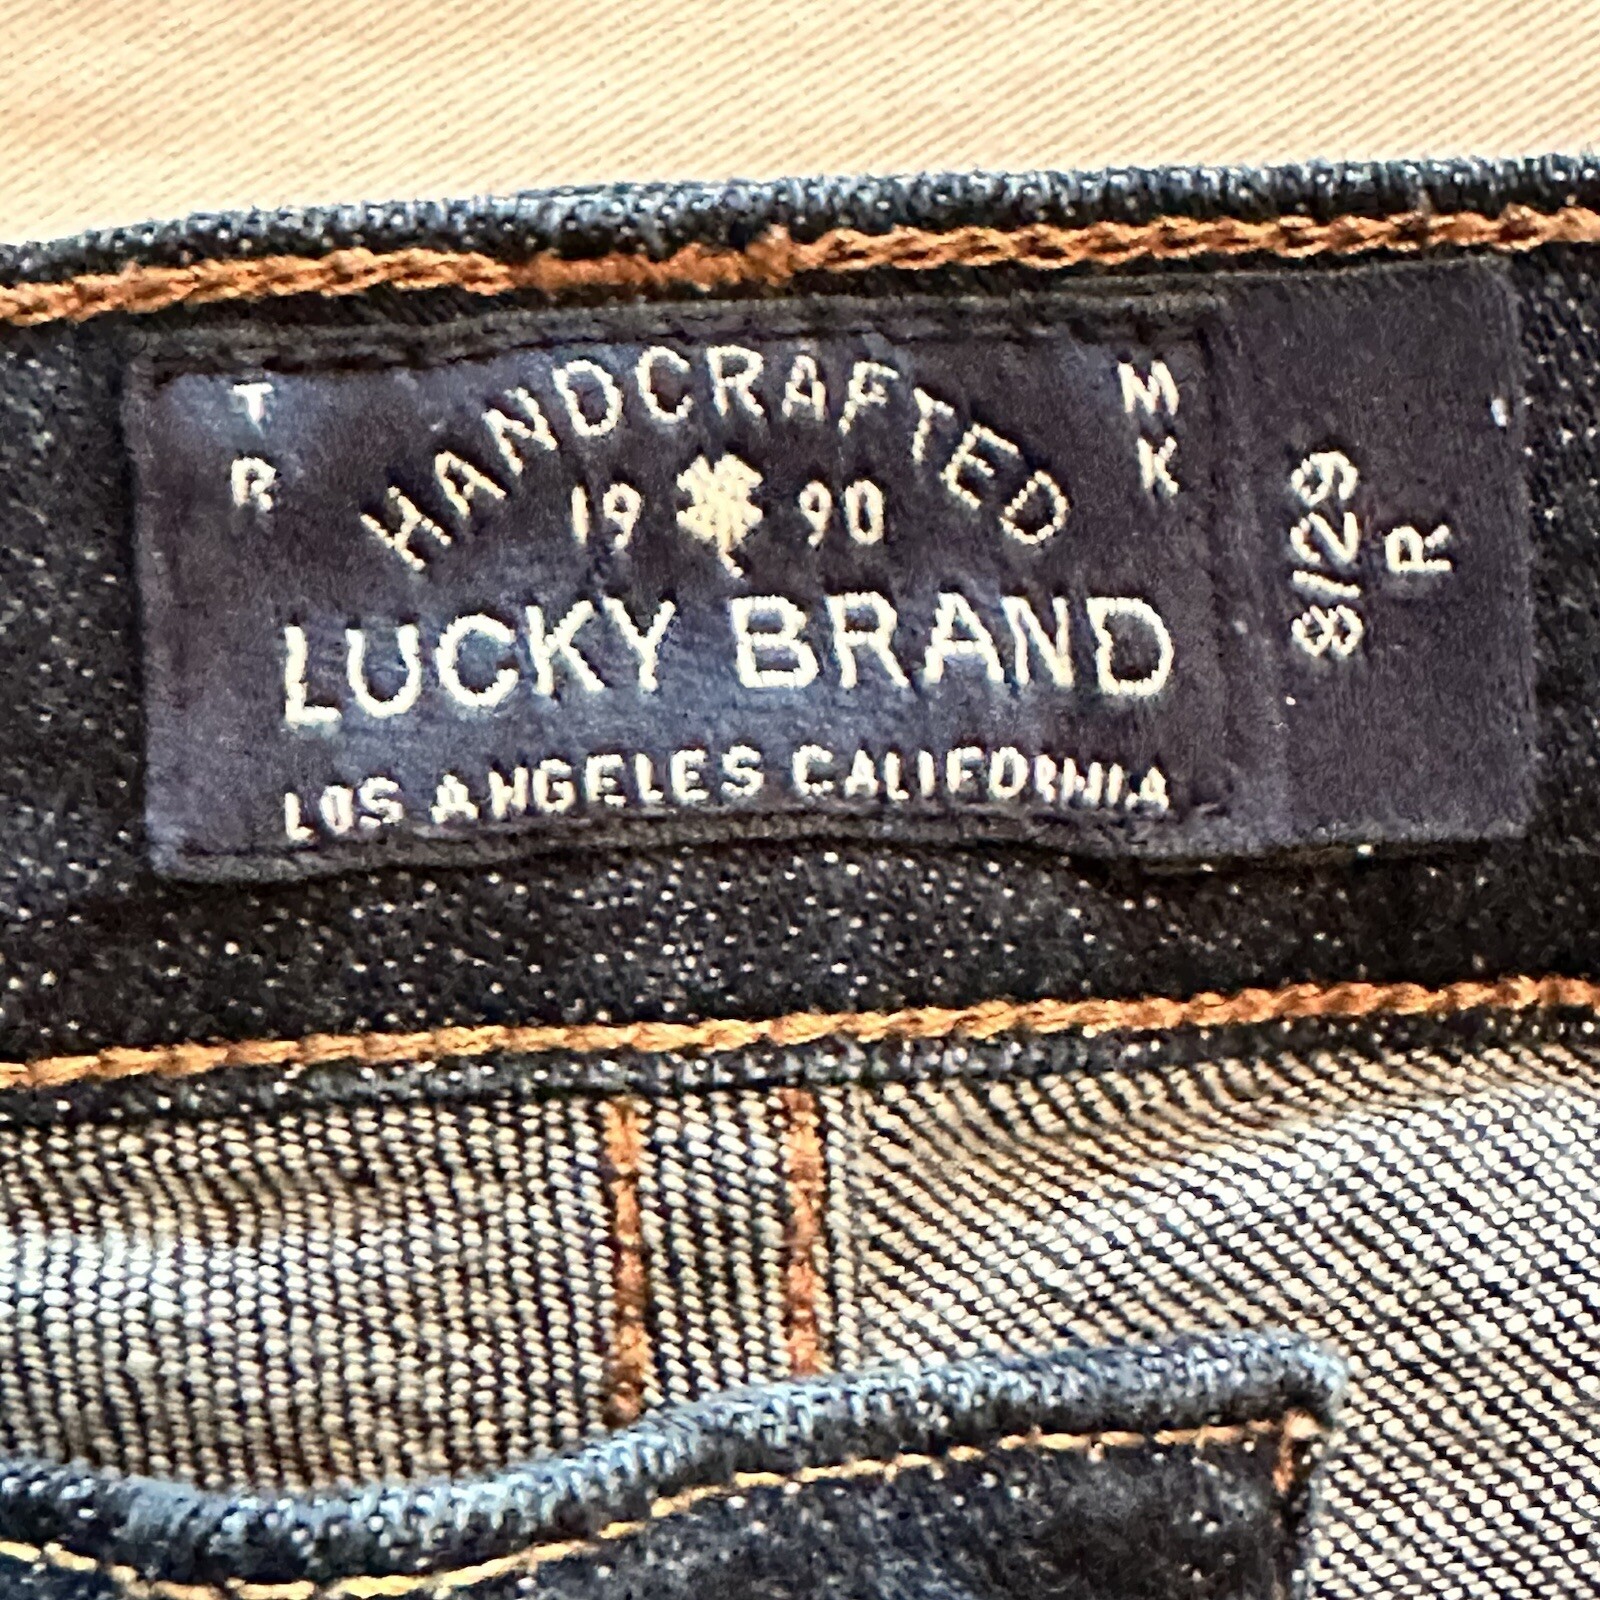 T R
HANDCRAFTED
M K
19 90
LUCKY BRAND
LOS ANGELES CALIFORNIA
8/29
R